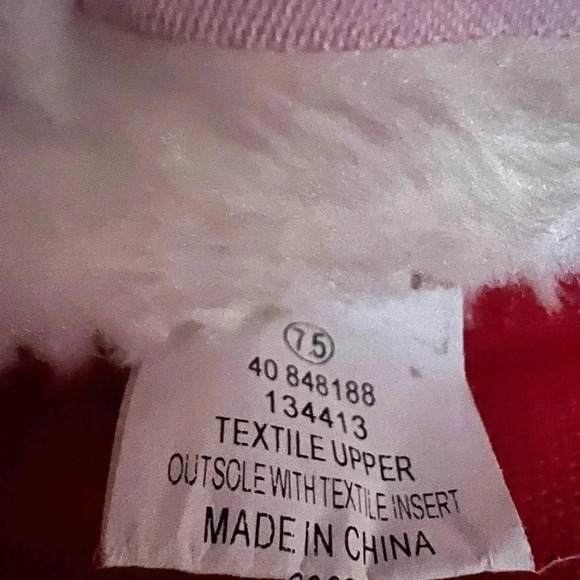 7.5
40 848188
134413
TEXTILE UPPER
OUTSOLE WITH TEXTILE INSERT
MADE IN CHINA